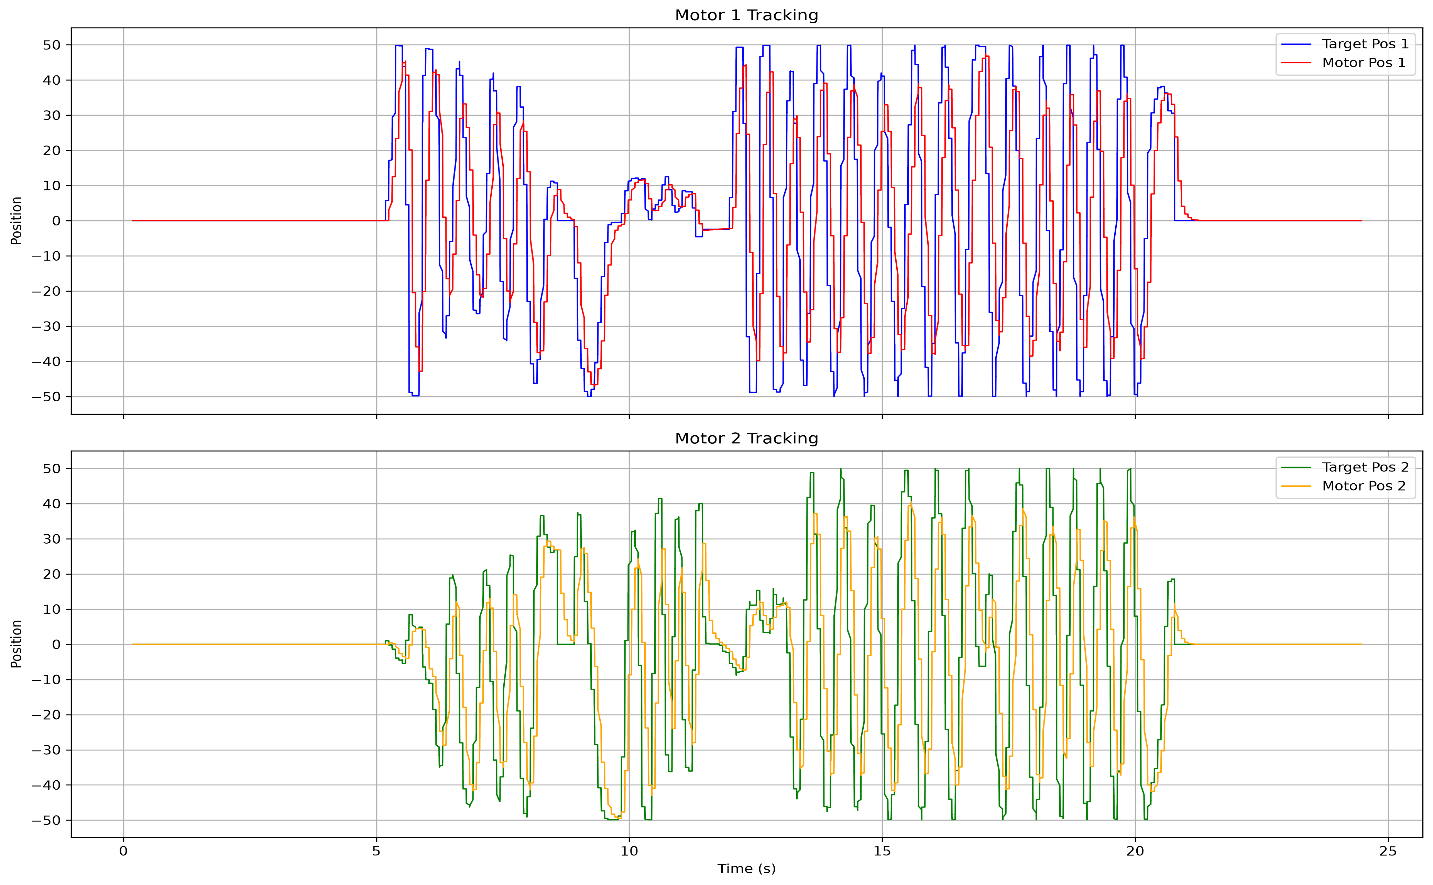 Motor 1 Tracking
Target Pos 1
Motor Pos 1
Position
50
40
30
20
10
0
−10
−20
−30
−40
−50
Motor 2 Tracking
Target Pos 2
Motor Pos 2
Position
50
40
30
20
10
0
−10
−20
−30
−40
−50
0 5 10 15 20 25
Time (s)